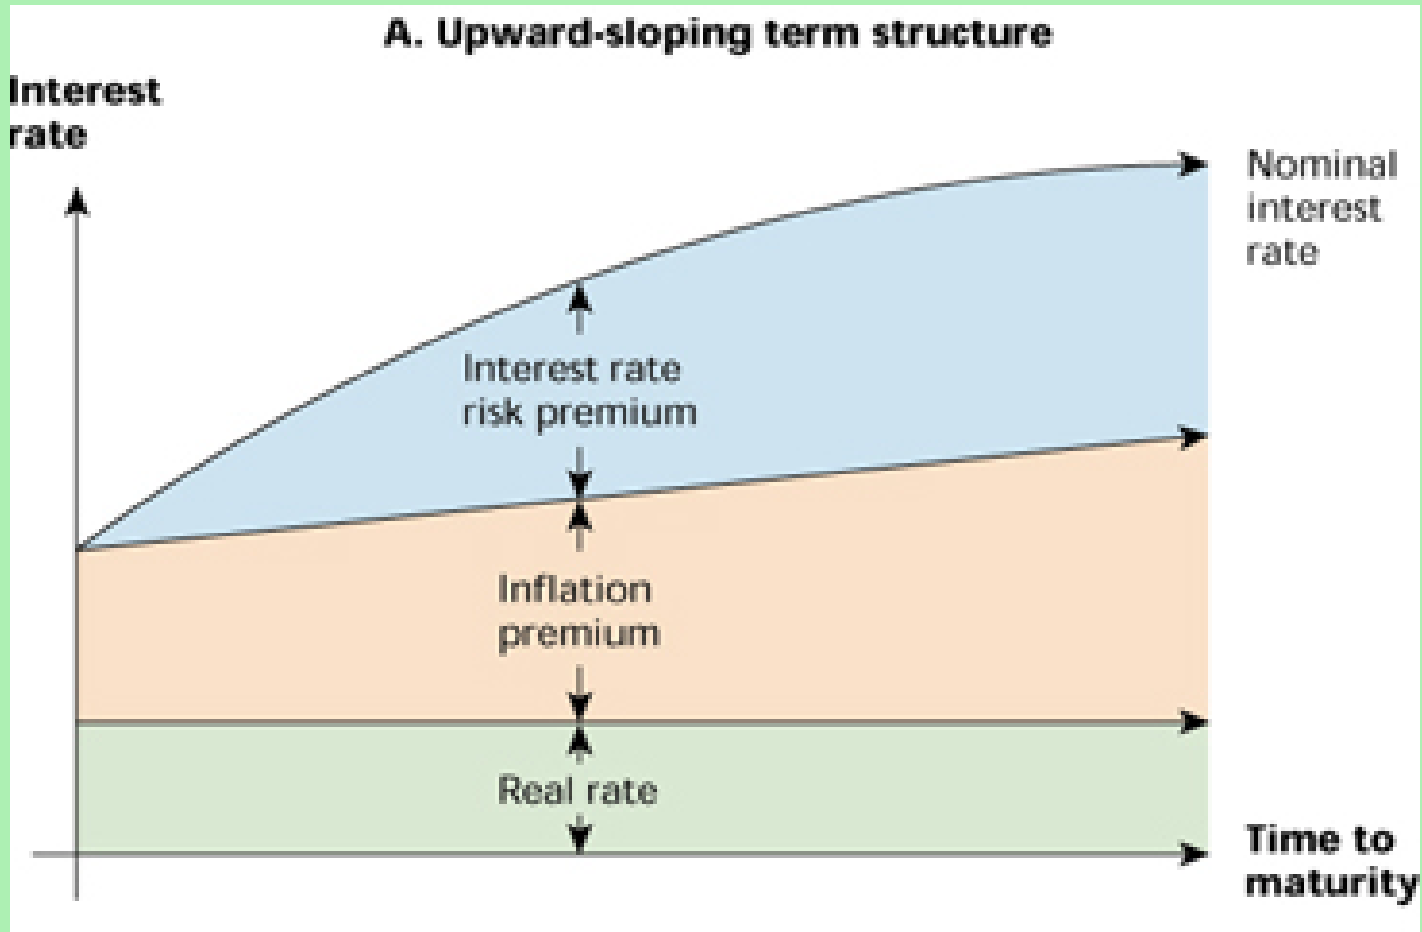 A. Upward-sloping term structure
Interest
rate
Nominal
interest
rate
Interest rate
risk premium
Inflation
premium
Real rate
Time to
maturity